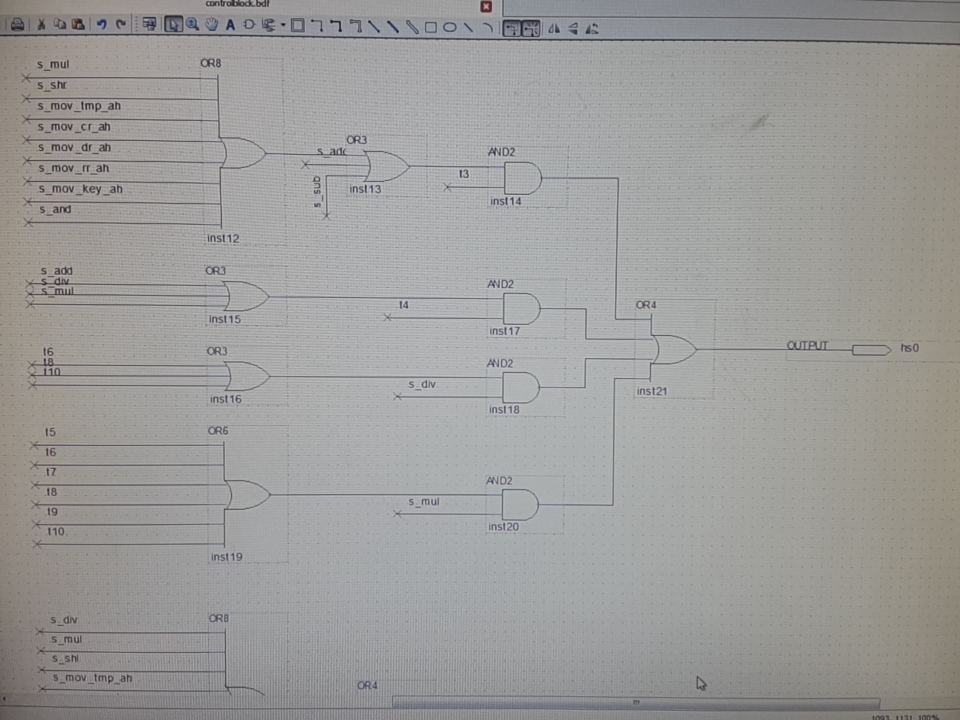 controlblock.bdf
A
s_mul
OR8
s_shr
s_mov_tmp_ah
s_mov_cr_ah
s_mov_dr_ah
s_mov_rr_ah
s_mov_key_ah
s_and
inst12
OR3
s_sub
inst13
AND2
t3
inst14
s_add
s_div
s_mul
OR3
inst15
t4
AND2
inst17
OR4
inst21
OUTPUT
hs0
t6
t8
t10
OR3
inst16
s_div
AND2
inst18
t5
t6
t7
t8
t9
t10
OR6
inst19
s_mul
AND2
inst20
s_div
OR8
s_mul
s_shl
s_mov_tmp_ah
OR4